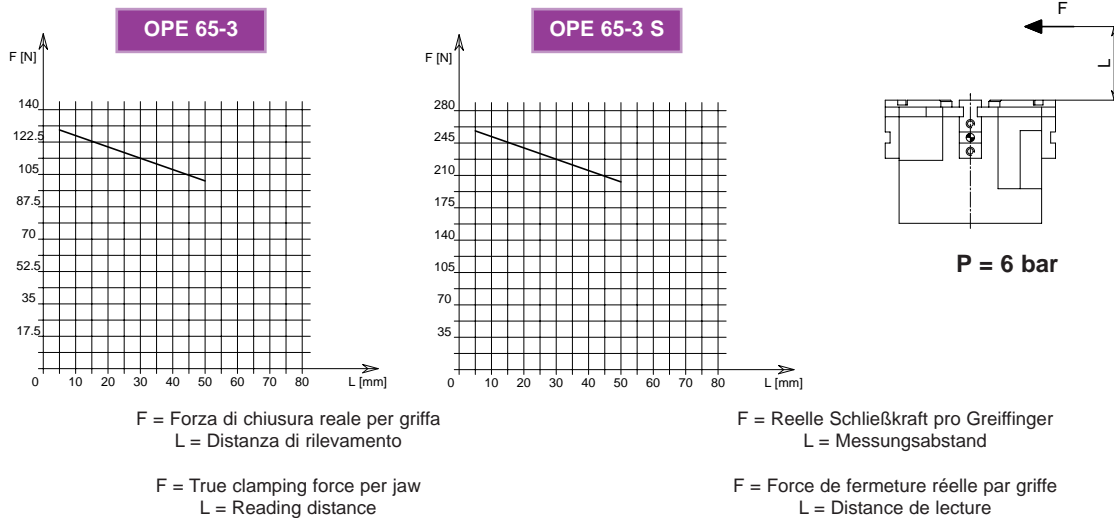 OPE 65-3
F [N]
140
122.5
105
87.5
70
52.5
35
17.5
0 10 20 30 40 50 60 70 80 L [mm]
OPE 65-3 S
F [N]
280
245
210
175
140
105
70
35
0 10 20 30 40 50 60 70 80 L [mm]
F
L
P = 6 bar
F = Forza di chiusura reale per griffa
L = Distanza di rilevamento
F = Reelle Schließkraft pro Greiffinger
L = Messungsabstand
F = True clamping force per jaw
L = Reading distance
F = Force de fermeture réelle par griffe
L = Distance de lecture